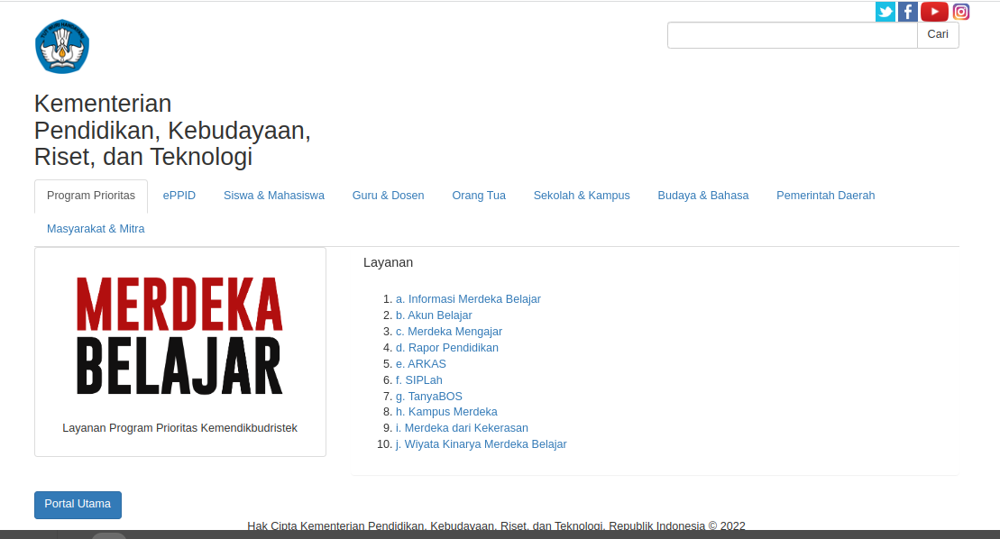 Cari
Kementerian
Pendidikan, Kebudayaan,
Riset, dan Teknologi
Program Prioritas ePPID Siswa & Mahasiswa Guru & Dosen Orang Tua Sekolah & Kampus Budaya & Bahasa Pemerintah Daerah
Masyarakat & Mitra
MERDEKA
BELAJAR
Layanan Program Prioritas Kemendikbudristek
Layanan
1. a. Informasi Merdeka Belajar
2. b. Akun Belajar
3. c. Merdeka Mengajar
4. d. Rapor Pendidikan
5. e. ARKAS
6. f. SIPLah
7. g. TanyaBOS
8. h. Kampus Merdeka
9. i. Merdeka dari Kekerasan
10. j. Wiyata Kinarya Merdeka Belajar
Portal Utama
Hak Cipta Kementerian Pendidikan, Kebudayaan, Riset, dan Teknologi, Republik Indonesia © 2022